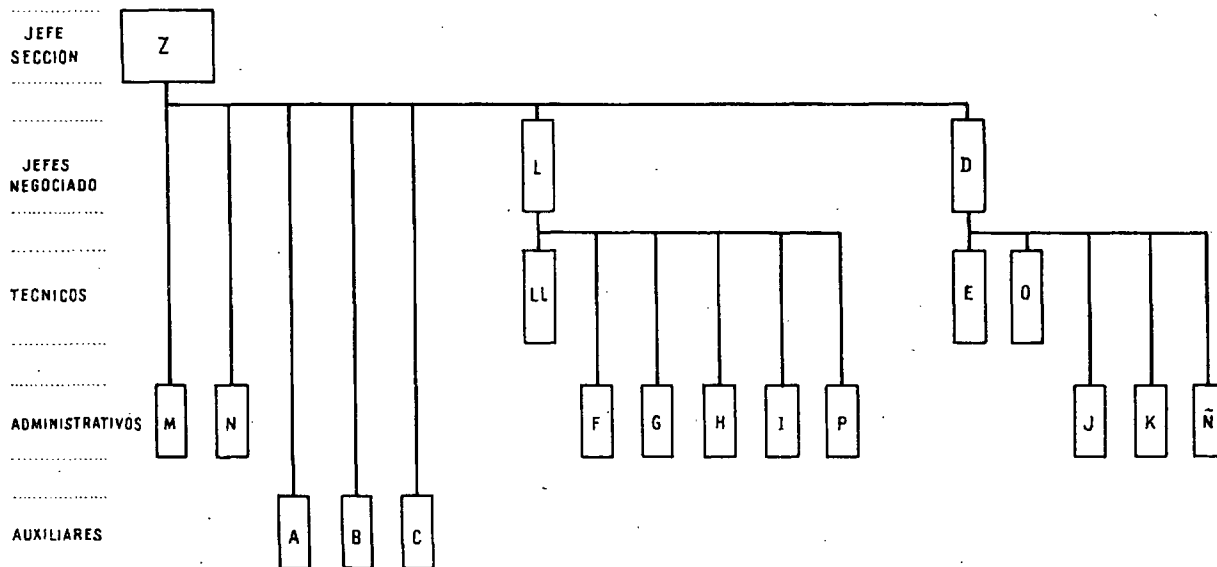 JEFE
SECCION
Z
JEFES
NEGOCIADO
L
D
TECNICOS
LL
E
O
ADMINISTRATIVOS
M
N
F
G
H
I
P
J
K
Ñ
AUXILIARES
A
B
C